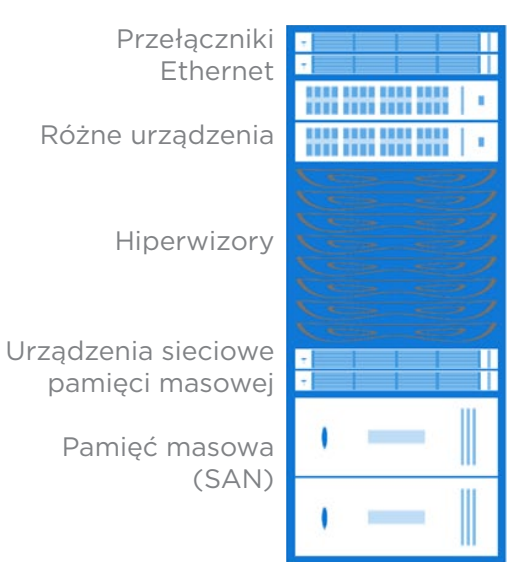 Przełączniki
Ethernet
Różne urządzenia
Hiperwizory
Urządzenia sieciowe
pamięci masowej
Pamięć masowa
(SAN)